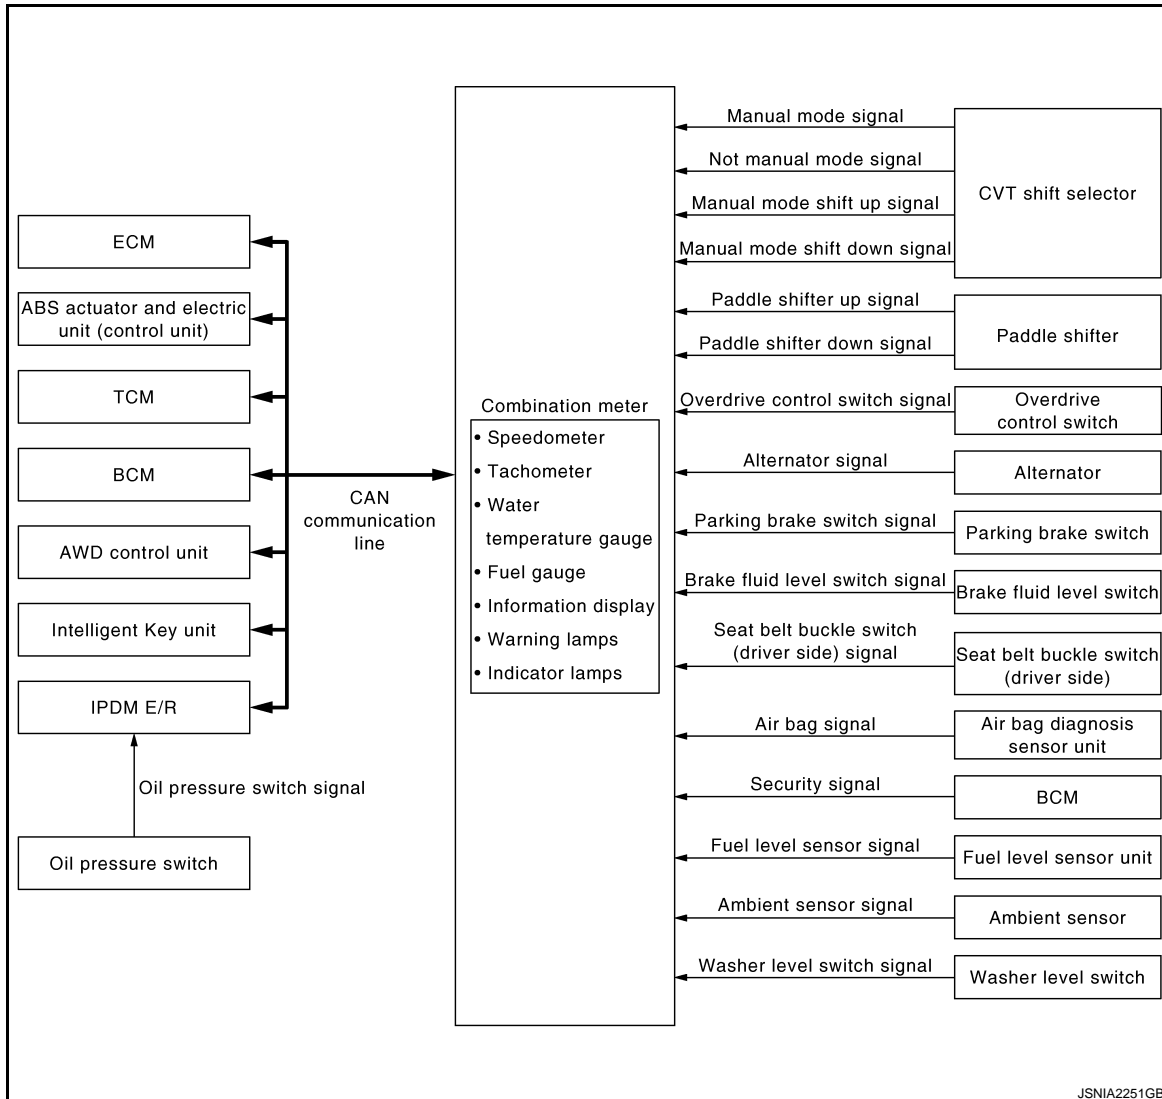 ECM
ABS actuator and electric
unit (control unit)
TCM
BCM
AWD control unit
Intelligent Key unit
IPDM E/R
Oil pressure switch signal
Oil pressure switch
CAN
communication
line
Combination meter
• Speedometer
• Tachometer
• Water
temperature gauge
• Fuel gauge
• Information display
• Warning lamps
• Indicator lamps
Manual mode signal
Not manual mode signal
Manual mode shift up signal
Manual mode shift down signal
CVT shift selector
Paddle shifter up signal
Paddle shifter down signal
Paddle shifter
Overdrive control switch signal
Overdrive
control switch
Alternator signal
Alternator
Parking brake switch signal
Parking brake switch
Brake fluid level switch signal
Brake fluid level switch
Seat belt buckle switch
(driver side) signal
Seat belt buckle switch
(driver side)
Air bag signal
Air bag diagnosis
sensor unit
Security signal
BCM
Fuel level sensor signal
Fuel level sensor unit
Ambient sensor signal
Ambient sensor
Washer level switch signal
Washer level switch
JSNIA2251GB